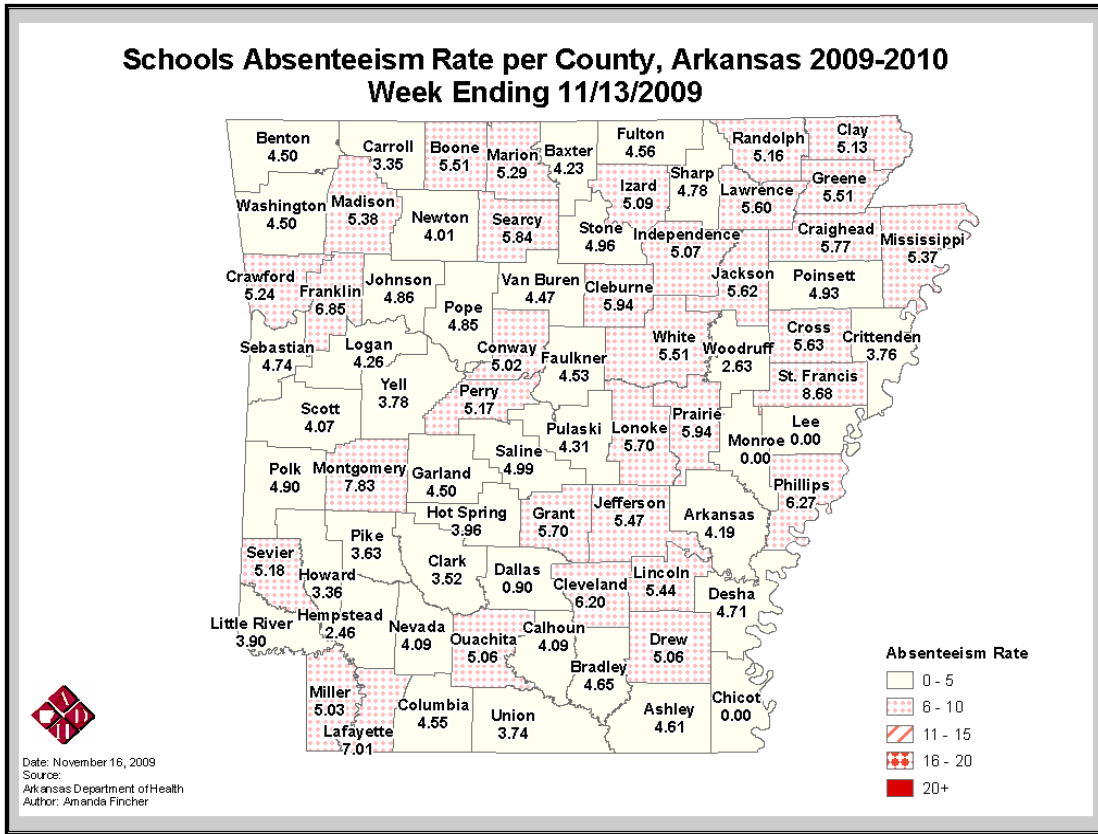 Schools Absenteeism Rate per County, Arkansas 2009-2010
Week Ending 11/13/2009
Benton
4.50
Carroll
3.35
Boone
5.51
Marion
5.29
Baxter
4.23
Fulton
4.56
Sharp
4.78
Randolph
5.16
Clay
5.13
Greene
5.51
Izard
5.09
Lawrence
5.60
Washington
4.50
Madison
5.38
Newton
4.01
Searcy
5.84
Stone
4.96
Independence
5.07
Craighead
5.77
Mississippi
5.37
Crawford
5.24
Franklin
6.85
Johnson
4.86
Pope
4.85
Van Buren
4.47
Cleburne
5.94
Jackson
5.62
Poinsett
4.93
Sebastian
4.74
Logan
4.26
Conway
5.02
Faulkner
4.53
White
5.51
Woodruff
2.63
Cross
5.63
Crittenden
3.76
St. Francis
8.68
Scott
4.07
Yell
3.78
Perry
5.17
Pulaski
4.31
Lonoke
5.70
Prairie
5.94
Monroe
0.00
Lee
0.00
Polk
4.90
Montgomery
7.83
Garland
4.50
Saline
4.99
Phillips
6.27
Hot Spring
3.96
Grant
5.70
Jefferson
5.47
Arkansas
4.19
Sevier
5.18
Howard
3.36
Pike
3.63
Clark
3.52
Dallas
0.90
Cleveland
6.20
Lincoln
5.44
Desha
4.71
Little River
3.90
Hempstead
2.46
Nevada
4.09
Ouachita
5.06
Calhoun
4.09
Bradley
4.65
Drew
5.06
Miller
5.03
Lafayette
7.01
Columbia
4.55
Union
3.74
Ashley
4.61
Chicot
0.00
Absenteeism Rate
0 - 5
6 - 10
11 - 15
16 - 20
20+
Date: November 16, 2009
Source:
Arkansas Department of Health
Author: Amanda Fincher